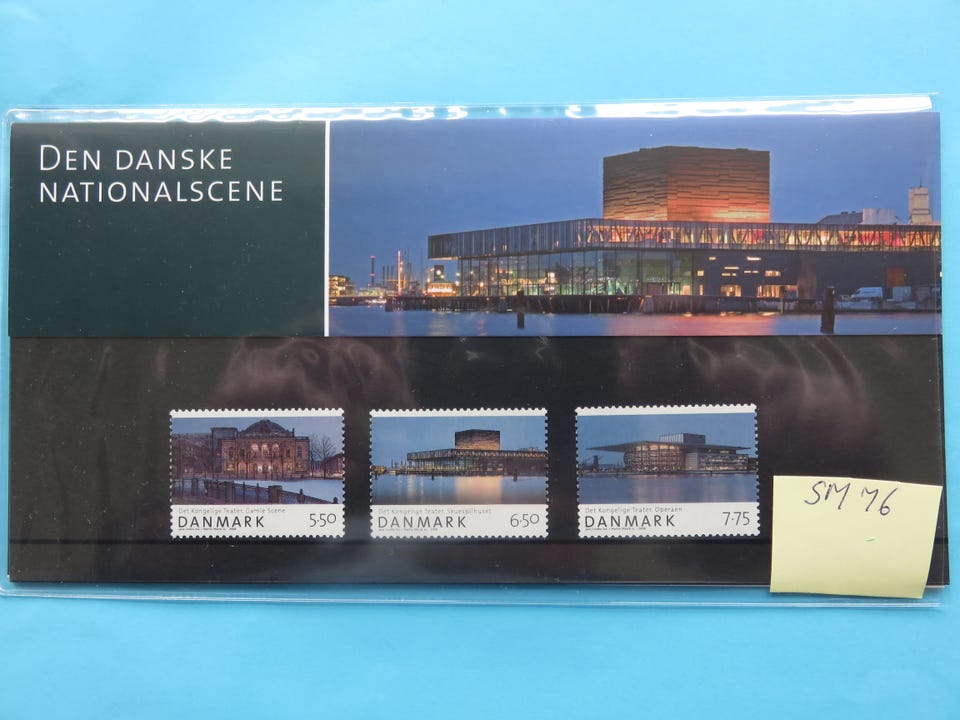 DEN DANSKE
NATIONALSCENE
Det Kongelige Teater, Gamle Scene
DANMARK 5.50
Det Kongelige Teater, Skuespilhuset
DANMARK 6.50
Det Kongelige Teater, Operaen
DANMARK 7.75
SM 76